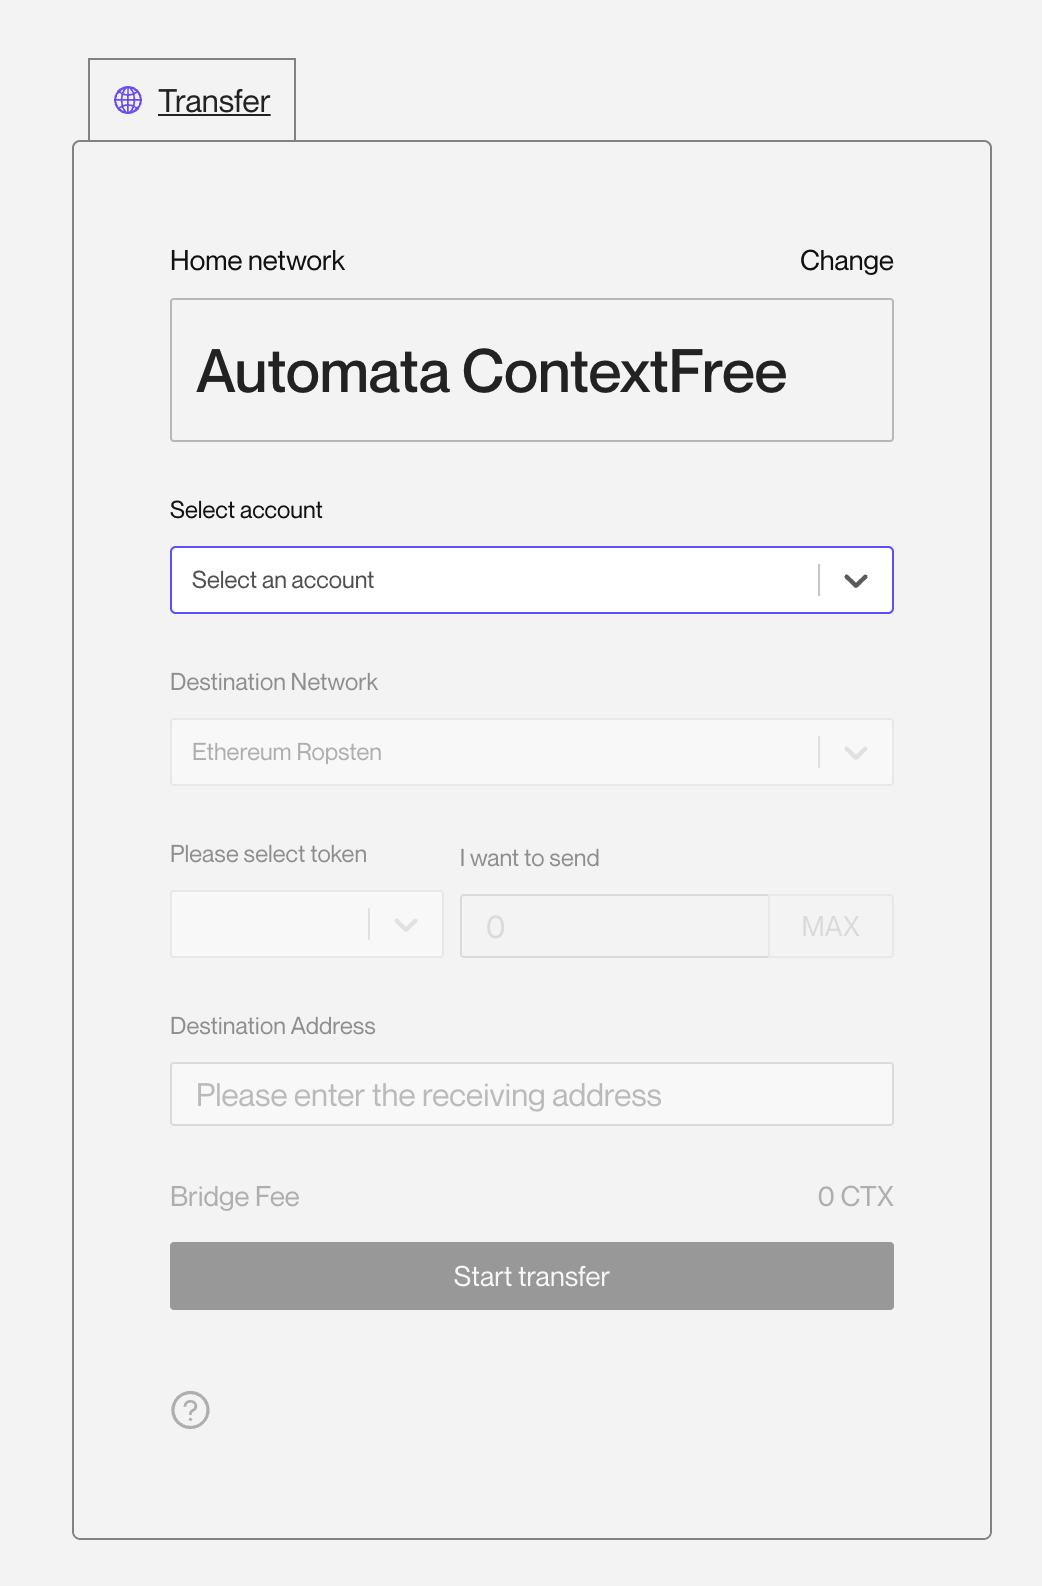 Transfer
Home network
Change
Automata ContextFree
Select account
Select an account
Destination Network
Ethereum Ropsten
Please select token
I want to send
0
MAX
Destination Address
Please enter the receiving address
Bridge Fee
0 CTX
Start transfer
?